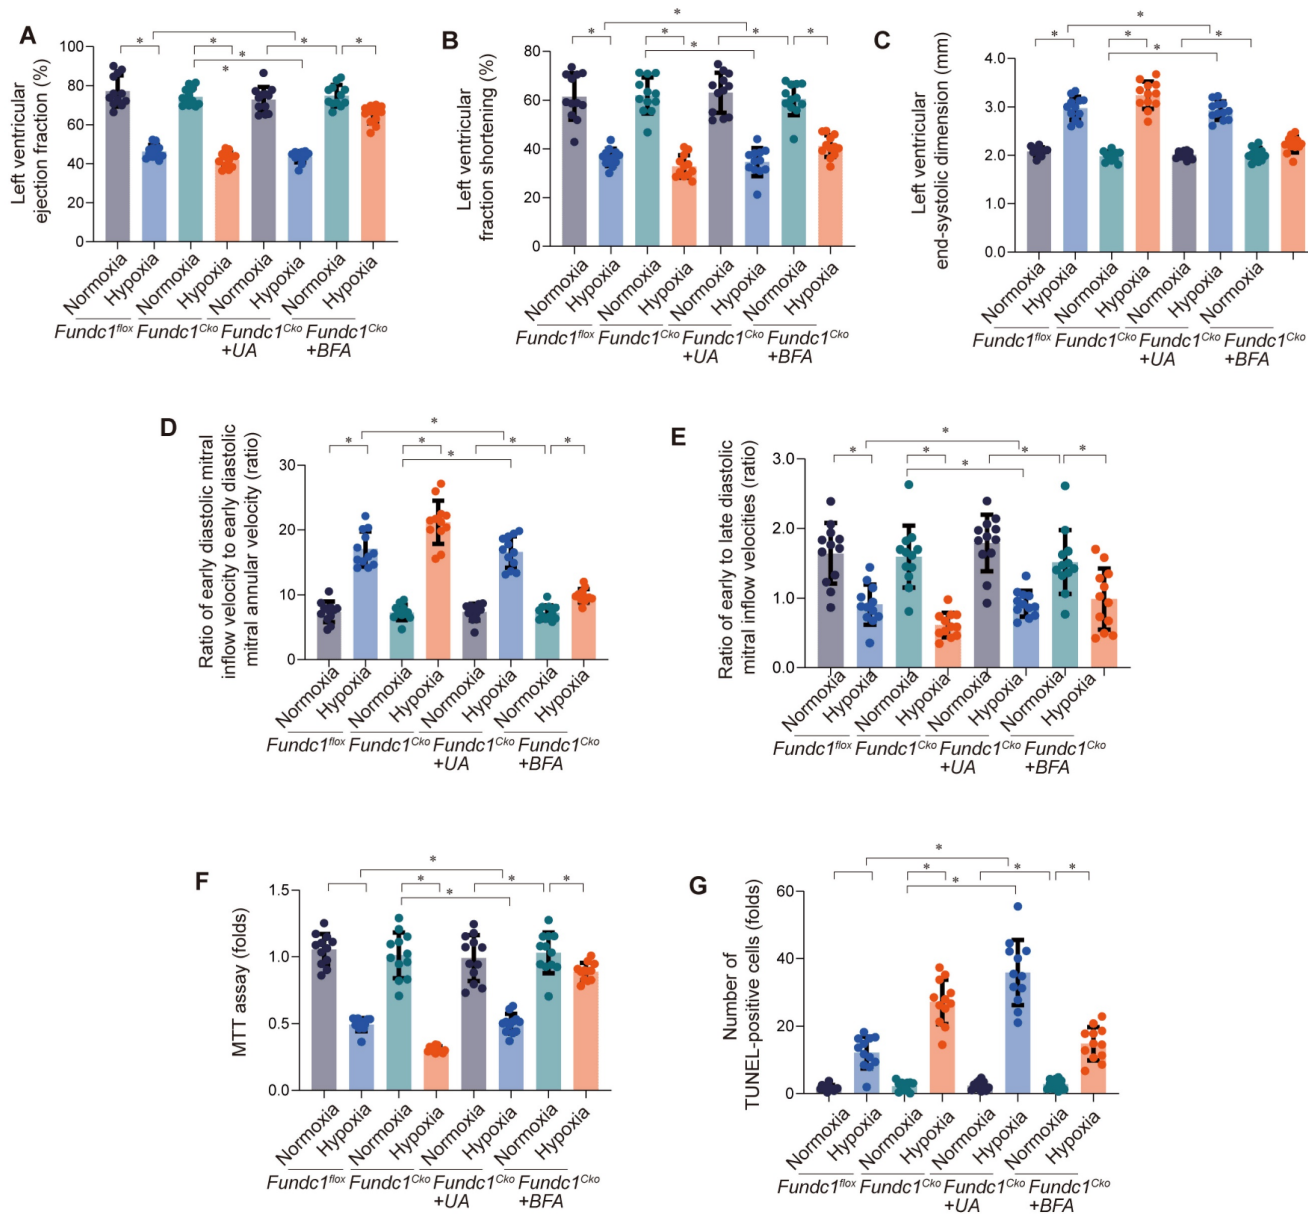 A
Left ventricular
ejection fraction (%)
100
80
60
40
20
0
* * * * * *
Normoxia Hypoxia Normoxia Hypoxia Normoxia Hypoxia Normoxia Hypoxia
Fundc1flox Fundc1Cko Fundc1Cko Fundc1Cko
+UA +BFA
B
Left ventricular
fraction shortening (%)
80
60
40
20
0
* * * * * *
Normoxia Hypoxia Normoxia Hypoxia Normoxia Hypoxia Normoxia Hypoxia
Fundc1flox Fundc1Cko Fundc1Cko Fundc1Cko
+UA +BFA
C
Left ventricular
end-systolic dimension (mm)
4.0
3.0
2.0
1.0
0.0
* * * * *
Normoxia Hypoxia Normoxia Hypoxia Normoxia Hypoxia Normoxia
Fundc1flox Fundc1Cko Fundc1Cko Fundc1Cko
+UA +BFA
D
Ratio of early diastolic mitral
inflow velocity to early diastolic
mitral annular velocity (ratio)
30
20
10
0
* * * * * *
Normoxia Hypoxia Normoxia Hypoxia Normoxia Hypoxia Normoxia Hypoxia
Fundc1flox Fundc1Cko Fundc1Cko Fundc1Cko
+UA +BFA
E
Ratio of early to late diastolic
mitral inflow velocities (ratio)
3.0
2.0
1.0
0.0
* * * * * *
Normoxia Hypoxia Normoxia Hypoxia Normoxia Hypoxia Normoxia Hypoxia
Fundc1flox Fundc1Cko Fundc1Cko Fundc1Cko
+UA +BFA
F
MTT assay (folds)
1.5
1.0
0.5
0.0
* * * * *
Normoxia Hypoxia Normoxia Hypoxia Normoxia Hypoxia Normoxia Hypoxia
Fundc1flox Fundc1Cko Fundc1Cko Fundc1Cko
+UA +BFA
G
Number of
TUNEL-positive cells (folds)
60
40
20
0
* * * * *
Normoxia Hypoxia Normoxia Hypoxia Normoxia Hypoxia Normoxia Hypoxia
Fundc1flox Fundc1Cko Fundc1Cko Fundc1Cko
+UA +BFA